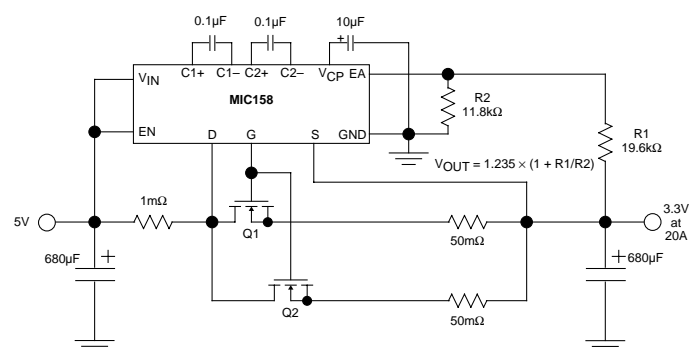 0.1µF
0.1µF
10µF
+
VIN
C1+
C1–
C2+
C2–
VCP
EA
MIC158
EN
D
G
S
GND
R2
11.8kΩ
R1
19.6kΩ
VOUT = 1.235 × (1 + R1/R2)
5V
1mΩ
Q1
50mΩ
3.3V
at
20A
680µF
+
Q2
50mΩ
+
680µF